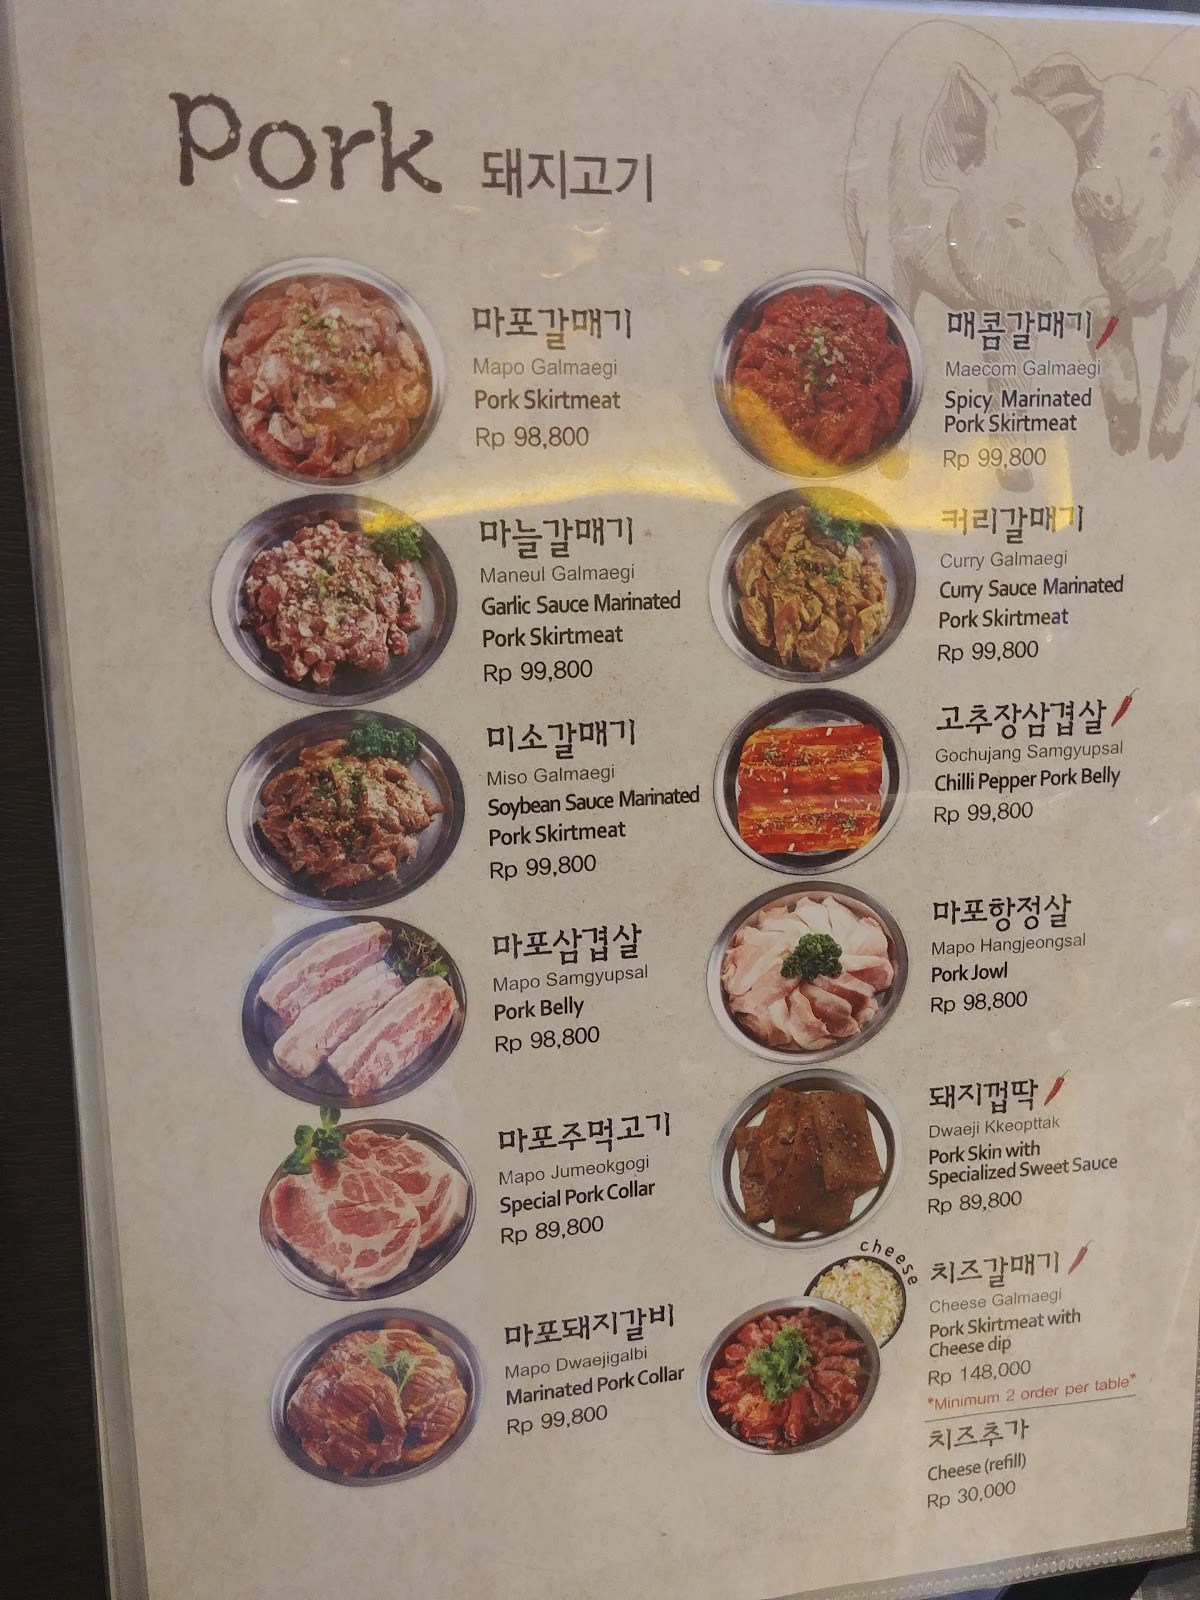 Pork 돼지고기
마포갈매기
Mapo Galmaegi
Pork Skirtmeat
Rp 98,800
마늘갈매기
Maneul Galmaegi
Garlic Sauce Marinated
Pork Skirtmeat
Rp 99,800
미소갈매기
Miso Galmaegi
Soybean Sauce Marinated
Pork Skirtmeat
Rp 99,800
마포삼겹살
Mapo Samgyupsal
Pork Belly
Rp 98,800
마포주먹고기
Mapo Jumeokgogi
Special Pork Collar
Rp 89,800
마포돼지갈비
Mapo Dwaejigalbi
Marinated Pork Collar
Rp 99,800
매콤갈매기
Maecom Galmaegi
Spicy Marinated
Pork Skirtmeat
Rp 99,800
커리갈매기
Curry Galmaegi
Curry Sauce Marinated
Pork Skirtmeat
Rp 99,800
고추장삼겹살
Gochujang Samgyupsal
Chilli Pepper Pork Belly
Rp 99,800
마포항정살
Mapo Hangjeongsal
Pork Jowl
Rp 98,800
돼지껍딱
Dwaeji Kkeopttak
Pork Skin with
Specialized Sweet Sauce
Rp 89,800
cheese
치즈갈매기
Cheese Galmaegi
Pork Skirtmeat with
Cheese dip
Rp 148,000
*Minimum 2 order per table*
치즈추가
Cheese (refill)
Rp 30,000